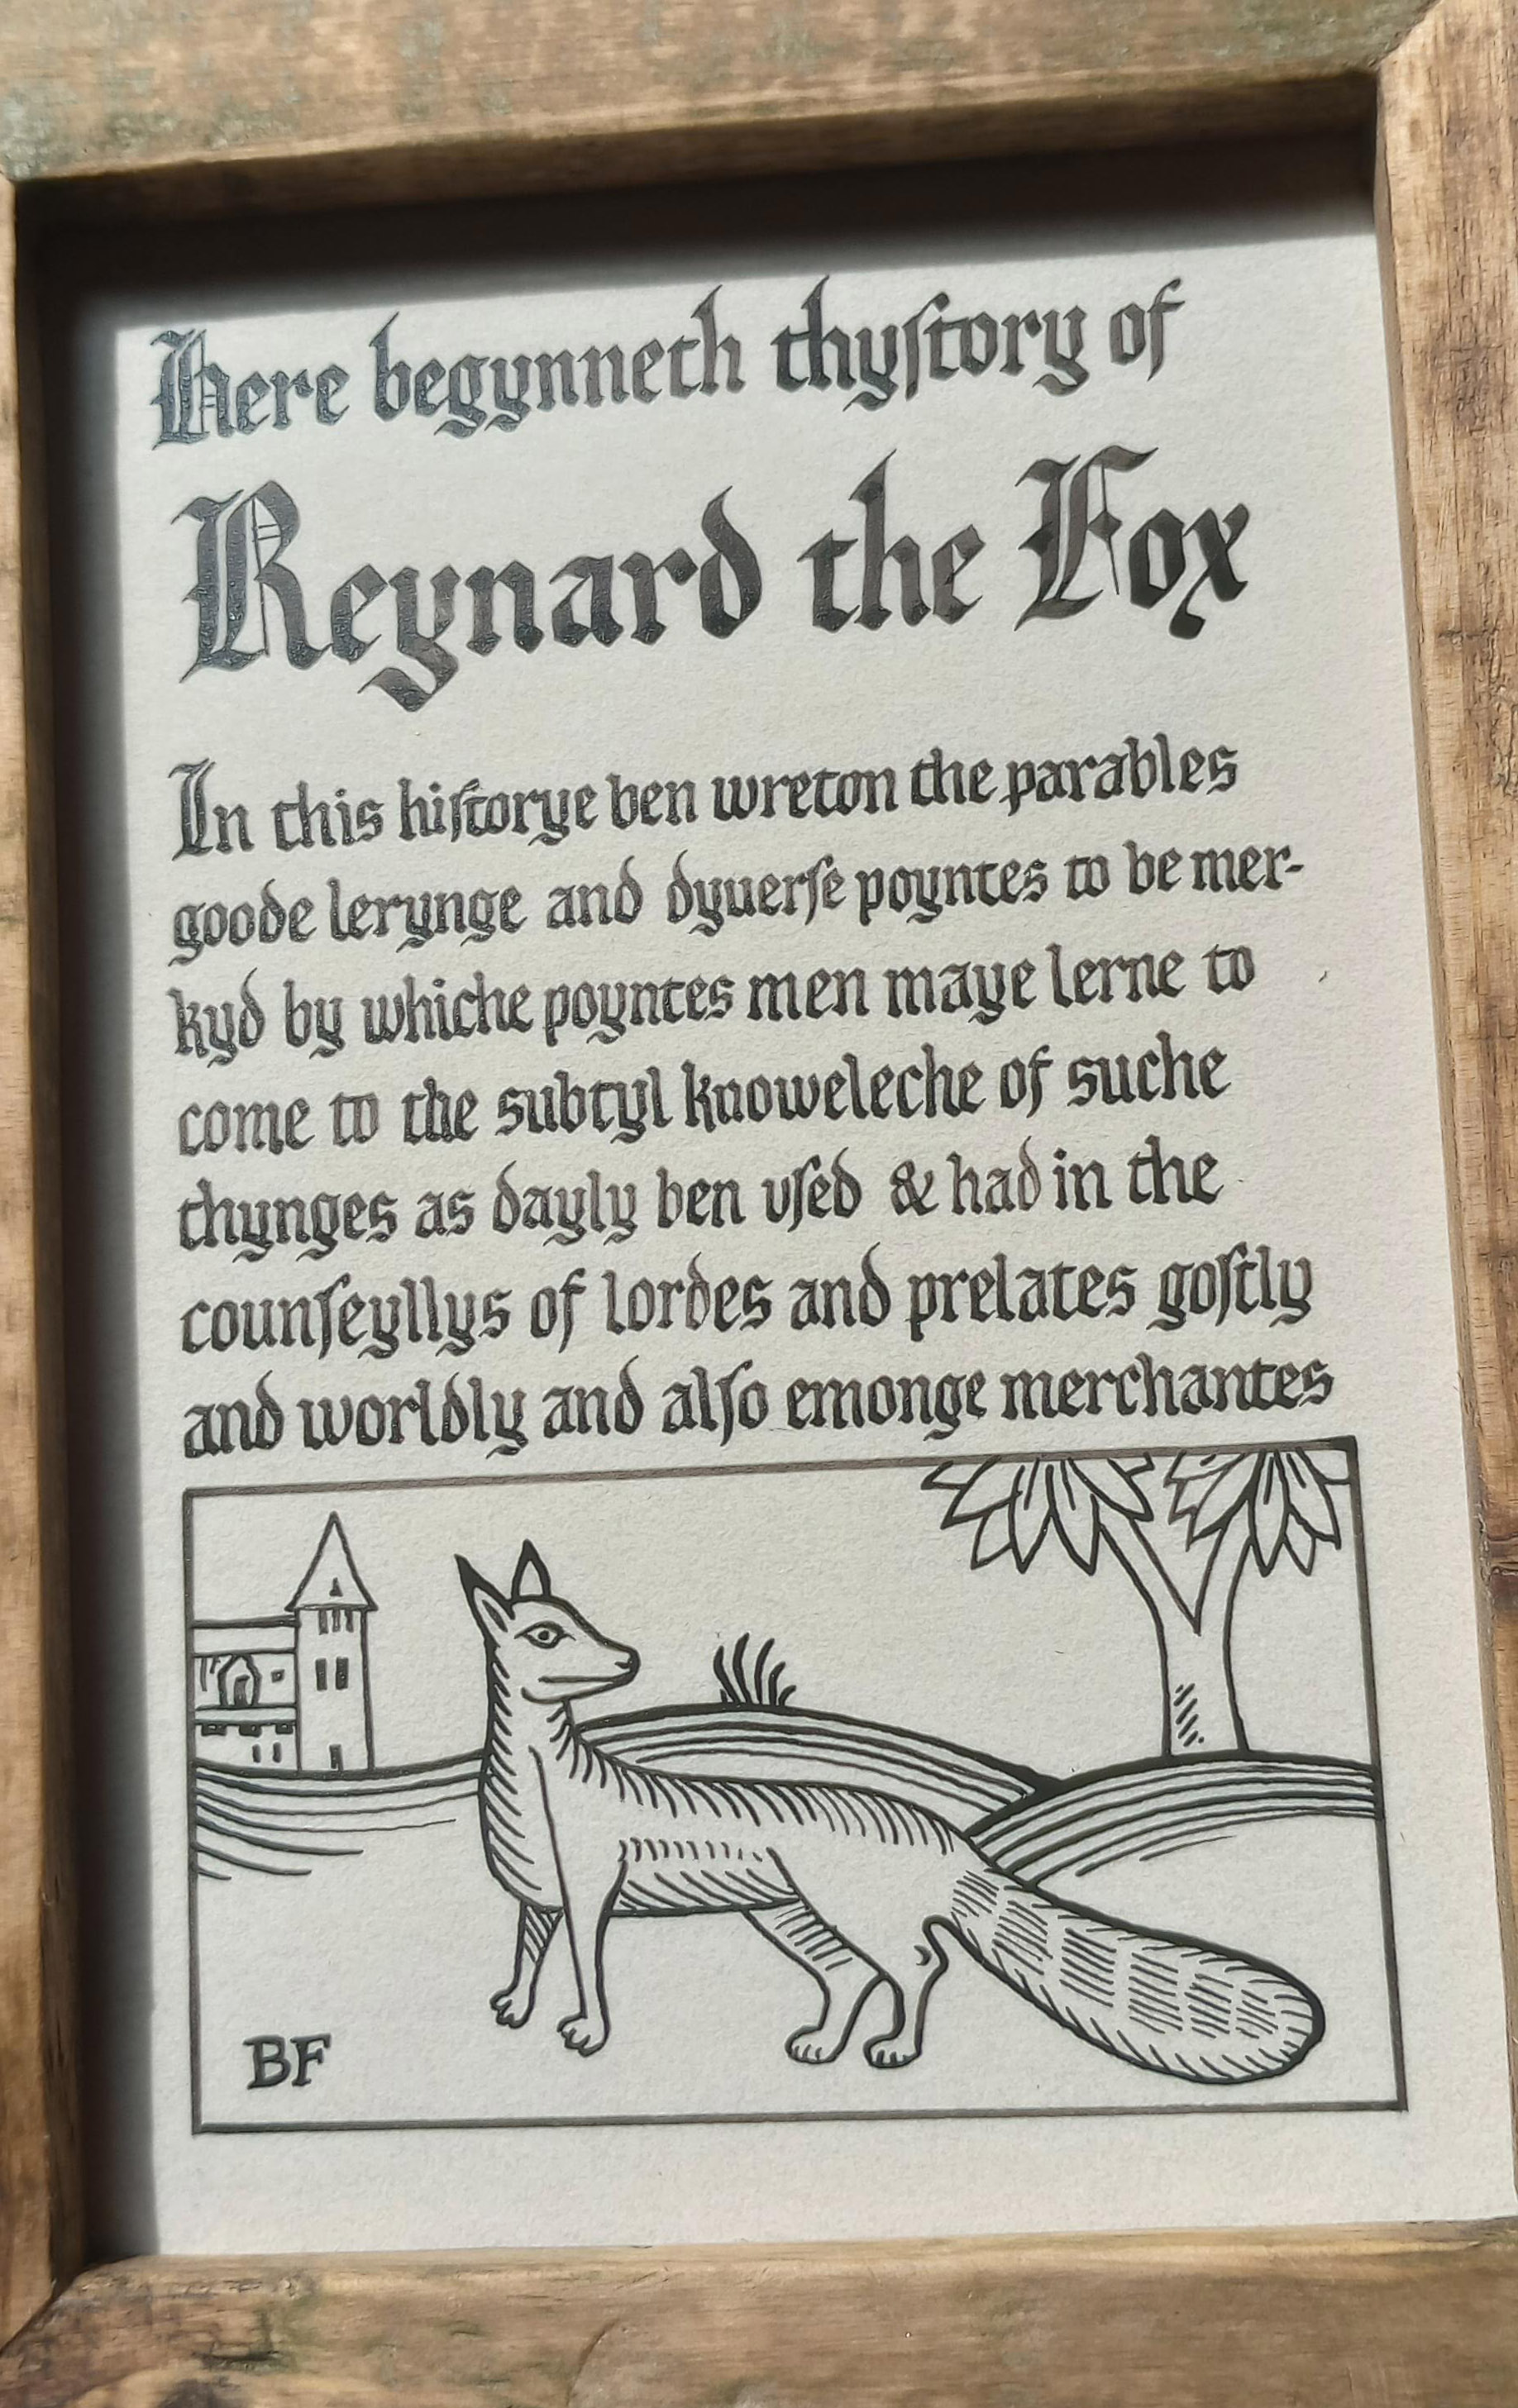 Here begynneth thyſtory of
Reynard the Fox
In this hiſtorye ben wreton the parables
goode lerynge and dyuerſe poyntes to be mer-
kyd by whiche poyntes men maye lerne to
come to the subtyl knoweleche of suche
thynges as dayly ben vſed & had in the
counſeyllys of lordes and prelates goſtly
and worldly and alſo emonge merchantes
BF